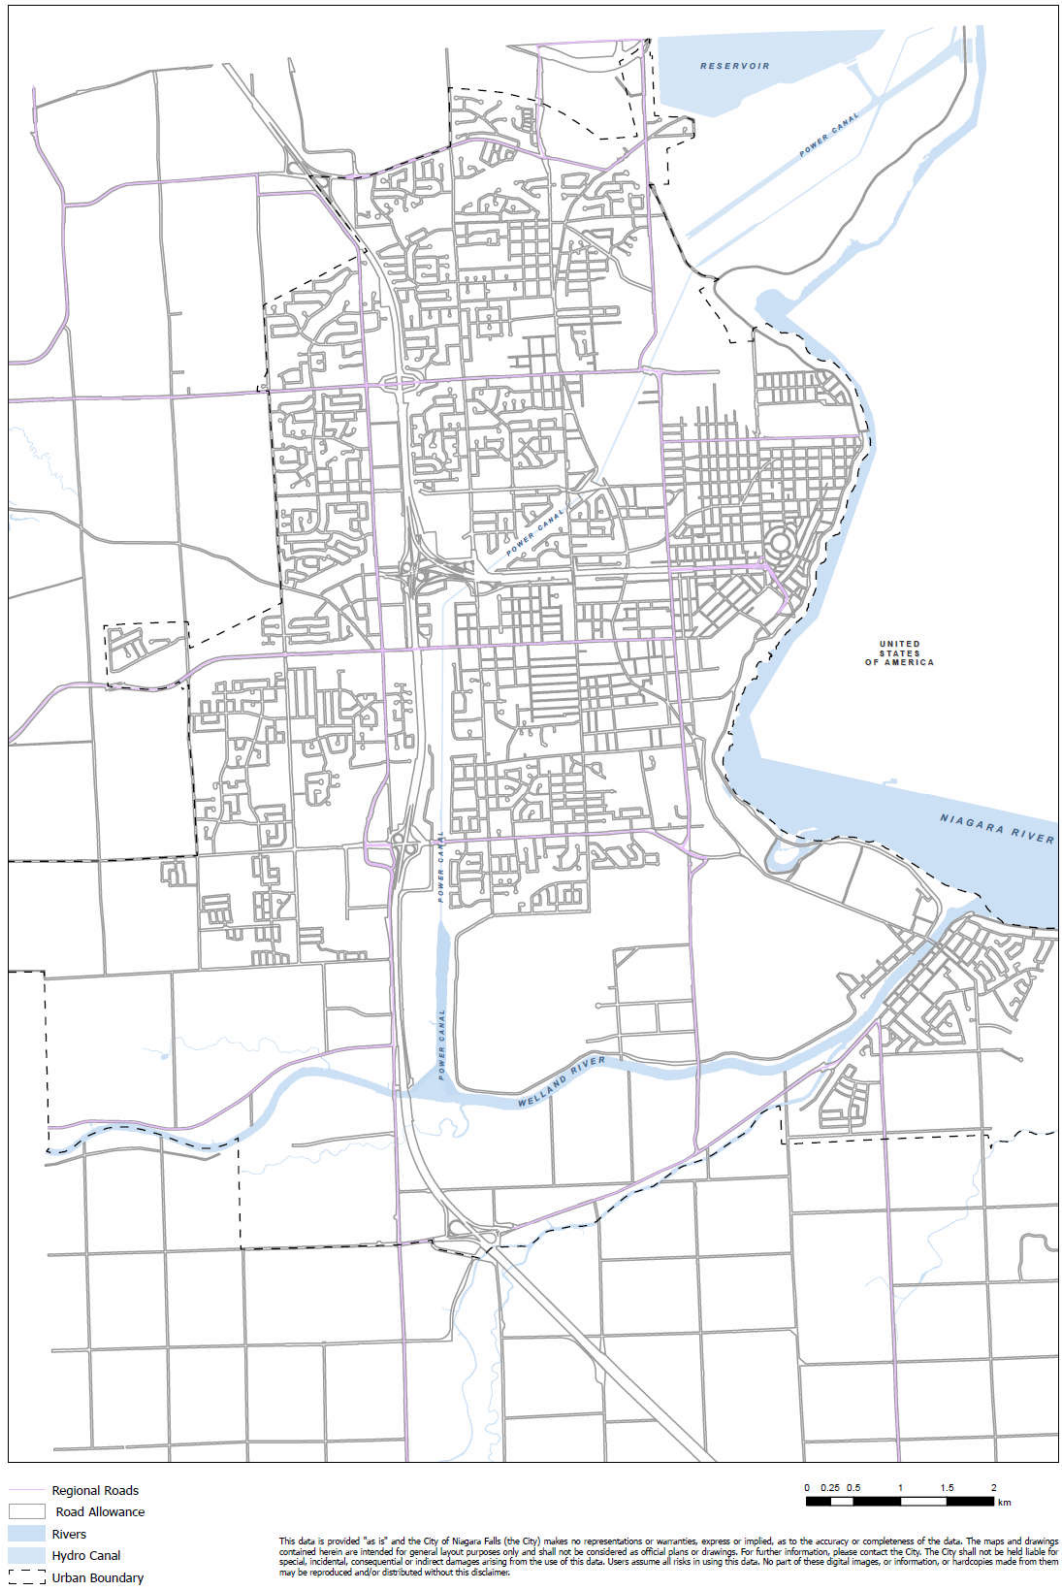 RESERVOIR
POWER CANAL
POWER CANAL
UNITED
STATES
OF AMERICA
NIAGARA RIVER
POWER CANAL
POWER CANAL
WELLAND RIVER
Regional Roads
Road Allowance
Rivers
Hydro Canal
Urban Boundary
0 0.25 0.5 1 1.5 2
km
This data is provided "as is" and the City of Niagara Falls (the City) makes no representations or warranties, express or implied, as to the accuracy or completeness of the data. The maps and drawings
contained herein are intended for general layout purposes only and shall not be considered as official plans or drawings. For further information, please contact the City. The City shall not be held liable for
special, incidental, consequential or indirect damages arising from the use of this data. Users assume all risks in using this data. No part of these digital images, or information, or hardcopies made from them
may be reproduced and/or distributed without this disclaimer.